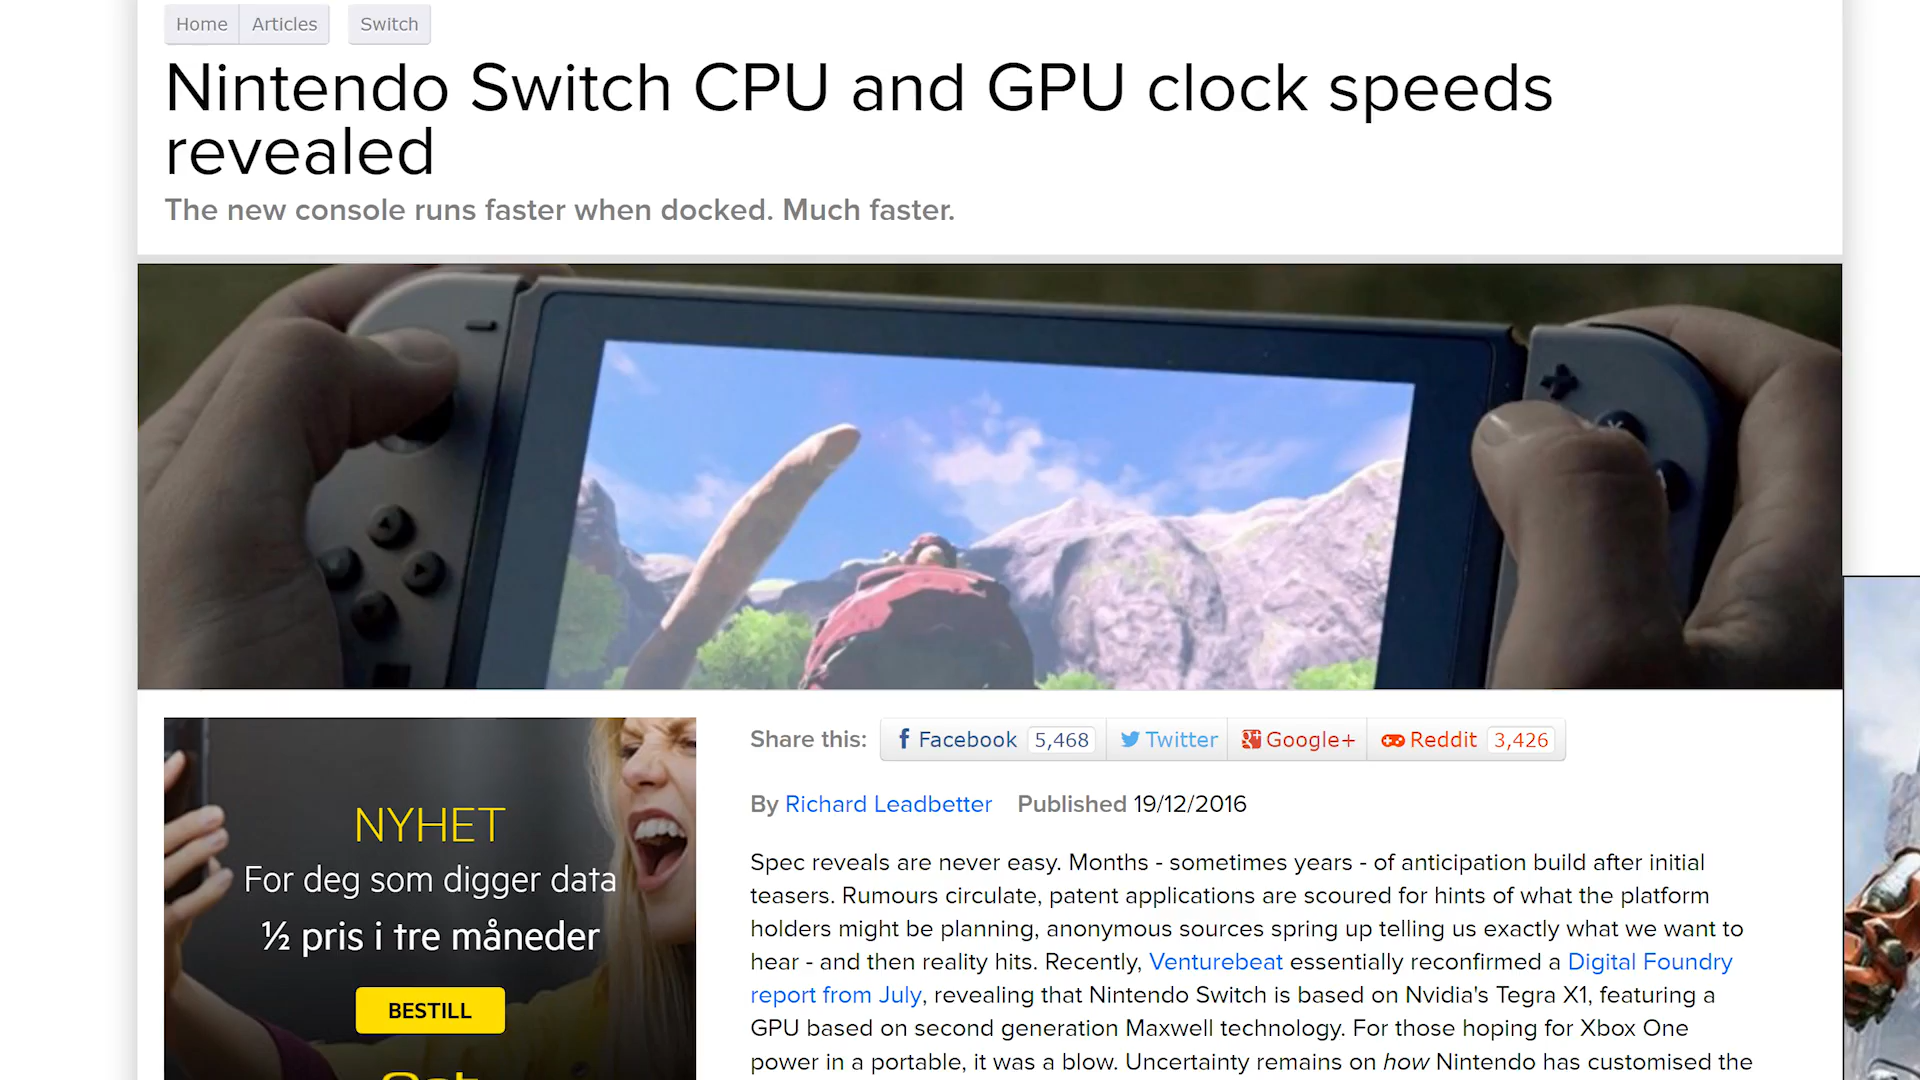 Home Articles Switch
Nintendo Switch CPU and GPU clock speeds
revealed
The new console runs faster when docked. Much faster.
NYHET
For deg som digger data
½ pris i tre måneder
BESTILL
Share this: Facebook 5,468 Twitter Google+ Reddit 3,426
By Richard Leadbetter Published 19/12/2016
Spec reveals are never easy. Months - sometimes years - of anticipation build after initial
teasers. Rumours circulate, patent applications are scoured for hints of what the platform
holders might be planning, anonymous sources spring up telling us exactly what we want to
hear - and then reality hits. Recently, Venturebeat essentially reconfirmed a Digital Foundry
report from July, revealing that Nintendo Switch is based on Nvidia's Tegra X1, featuring a
GPU based on second generation Maxwell technology. For those hoping for Xbox One
power in a portable, it was a blow. Uncertainty remains on how Nintendo has customised the